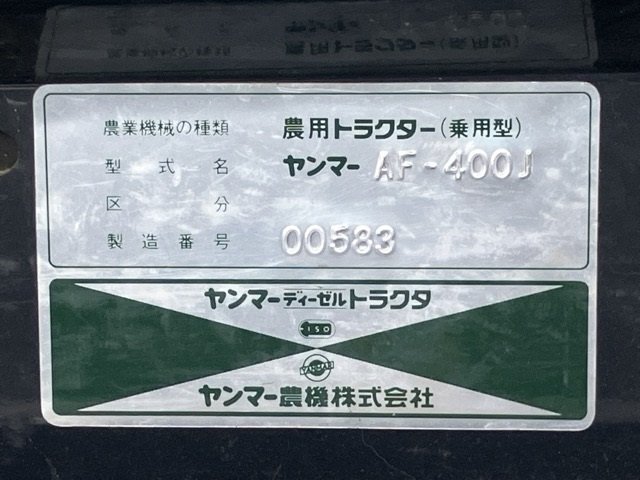 農業機械の種類 農用トラクター(乗用型)
型式名 ヤンマー AF-400J
区分
製造番号 00583
ヤンマーディーゼルトラクタ
ISO
YANMAR
ヤンマー農機株式会社